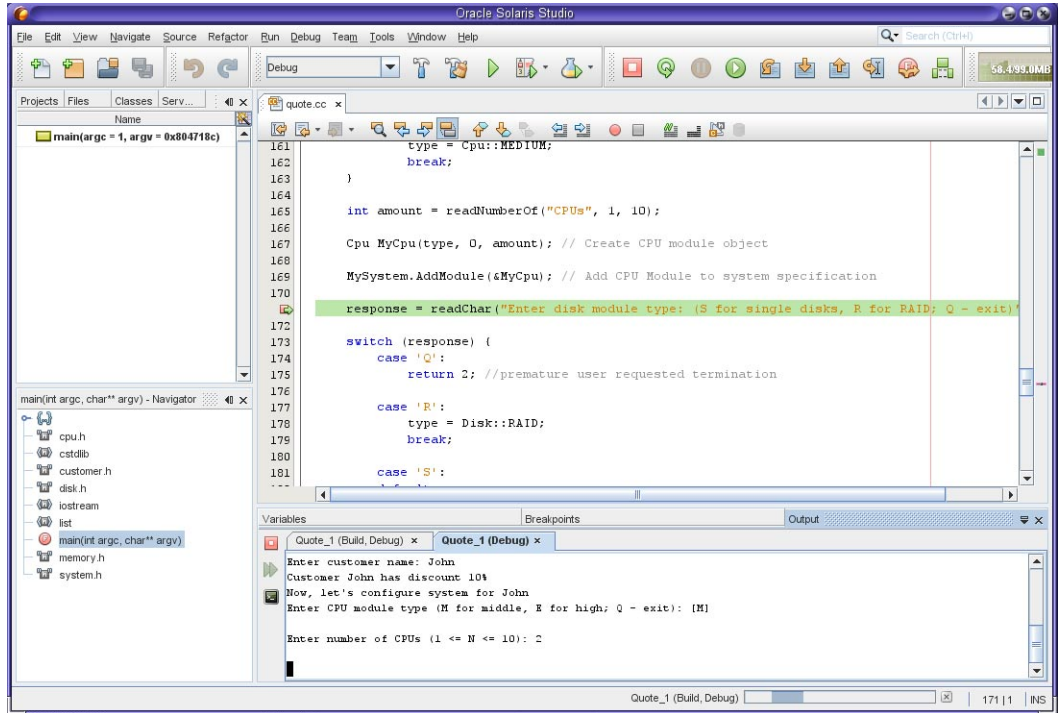 Oracle Solaris Studio
File Edit View Navigate Source Refactor Run Debug Team Tools Window Help
Search (Ctrl+I)
Debug
58.4/99.0MB
Projects Files Classes Serv...
Name
main(argc = 1, argv = 0x804718c)
quote.cc
161 type = Cpu::MEDIUM;
162 break;
163 }
164
165 int amount = readNumberOf("CPUs", 1, 10);
166
167 Cpu MyCpu(type, 0, amount); // Create CPU module object
168
169 MySystem.AddModule(&MyCpu); // Add CPU Module to system specification
170
response = readChar("Enter disk module type: (S for single disks, R for RAID; Q - exit)"
172
173 switch (response) {
174 case 'Q':
175 return 2; //premature user requested termination
176
177 case 'R':
178 type = Disk::RAID;
179 break;
180
181 case 'S':
main(int argc, char** argv) - Navigator
cpu.h
cstdlib
customer.h
disk.h
iostream
list
main(int argc, char** argv)
memory.h
system.h
Variables Breakpoints Output
Quote_1 (Build, Debug) Quote_1 (Debug)
Enter customer name: John
Customer John has discount 10%
Now, let's configure system for John
Enter CPU module type (M for middle, E for high; Q - exit): [M]
Enter number of CPUs (1 <= N <= 10): 2
Quote_1 (Build, Debug) 171|1 INS